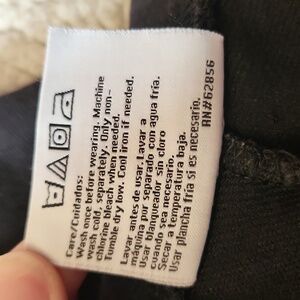 Care/Cuidados:
Wash once before wearing. Machine
wash cold, separately. Only non-
chlorine bleach when needed.
Tumble dry low. Cool iron if needed.
Lavar antes de usar. Lavar a
máquina por separado con agua fría.
Usar blanqueador sin cloro
cuando sea necesario.
Secar a temperatura baja.
Usar plancha fría si es necesario.
RN#62856